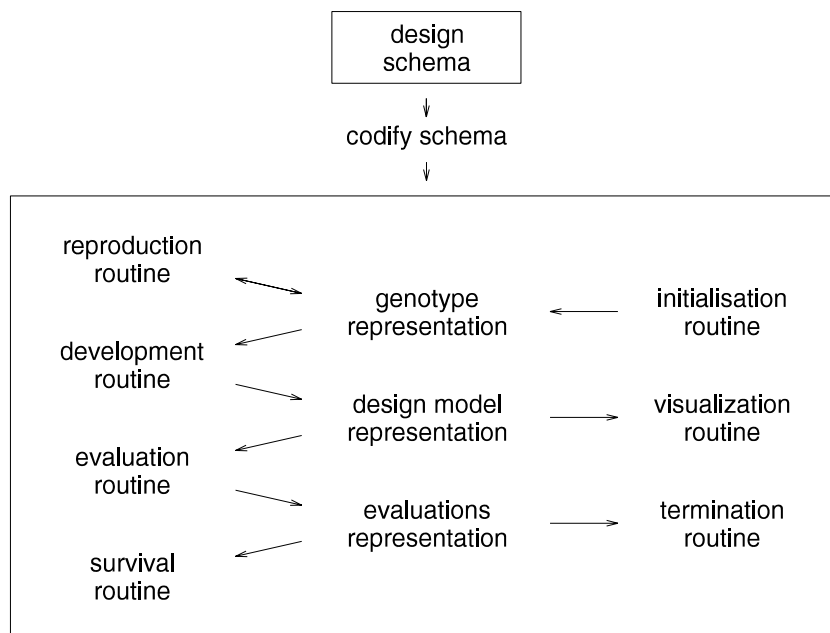 design
schema
codify schema
reproduction
routine
genotype
representation
initialisation
routine
development
routine
design model
representation
visualization
routine
evaluation
routine
evaluations
representation
termination
routine
survival
routine